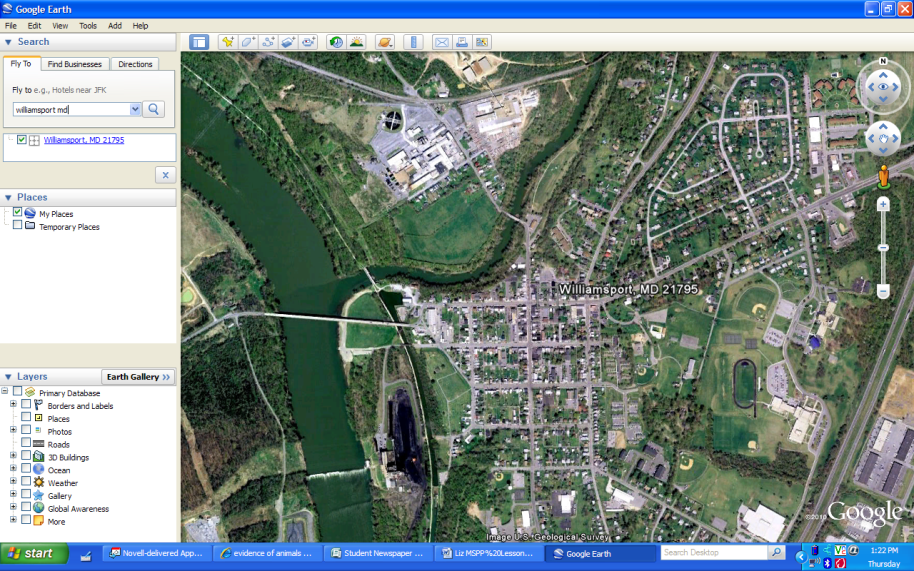 Google Earth
File Edit View Tools Add Help
Search
Fly To Find Businesses Directions
Fly to e.g., Hotels near JFK
williamsport md
Williamsport, MD 21795
Places
My Places
Temporary Places
Layers
Earth Gallery >>
Primary Database
Borders and Labels
Places
Photos
Roads
3D Buildings
Ocean
Weather
Gallery
Global Awareness
More
N
Williamsport, MD 21795
Image U.S. Geological Survey
©2010 Google
start
Novell-delivered App...
evidence of animals ...
Student Newspaper ...
Liz MSPP%20Lesson...
Google Earth
Search Desktop
1:22 PM
Thursday